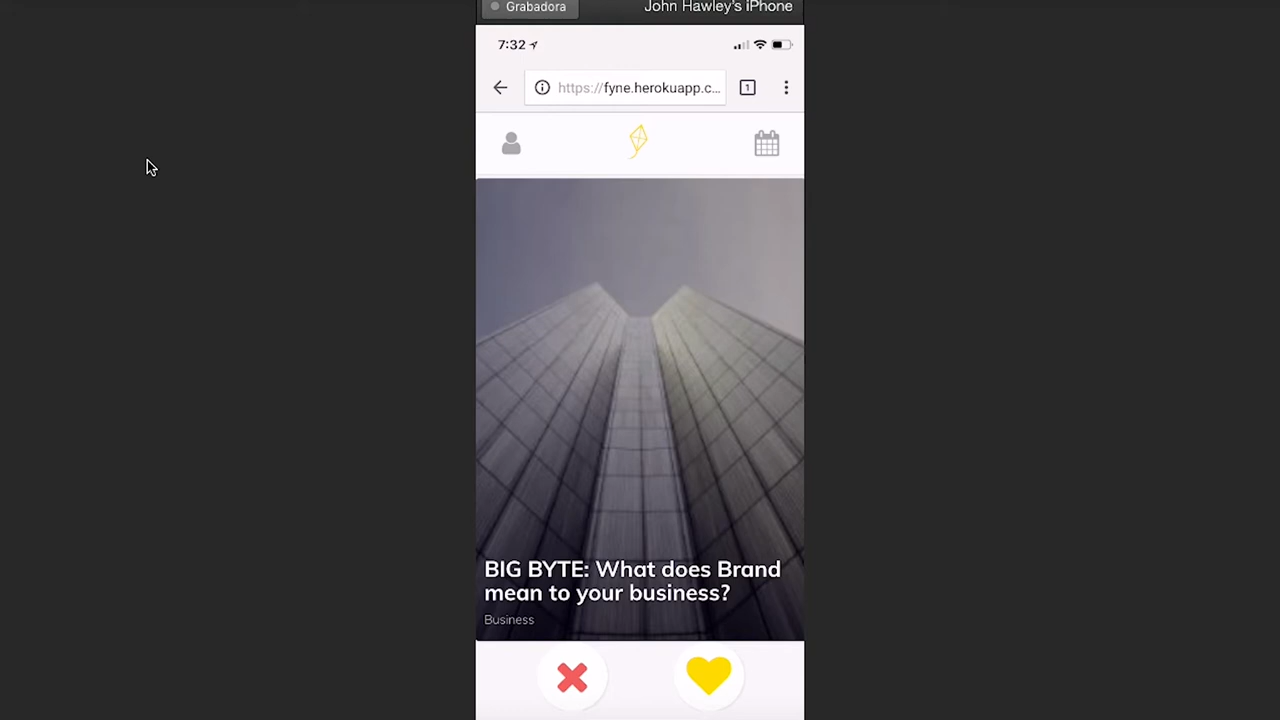 Grabadora
John Hawley's iPhone
7:32
https://fyne.herokuapp.c...
1
BIG BYTE: What does Brand
mean to your business?
Business